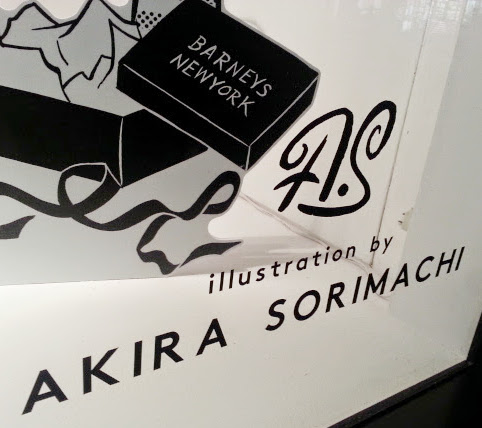 BARNEYS
NEWYORK
A.S
illustration by
AKIRA SORIMACHI